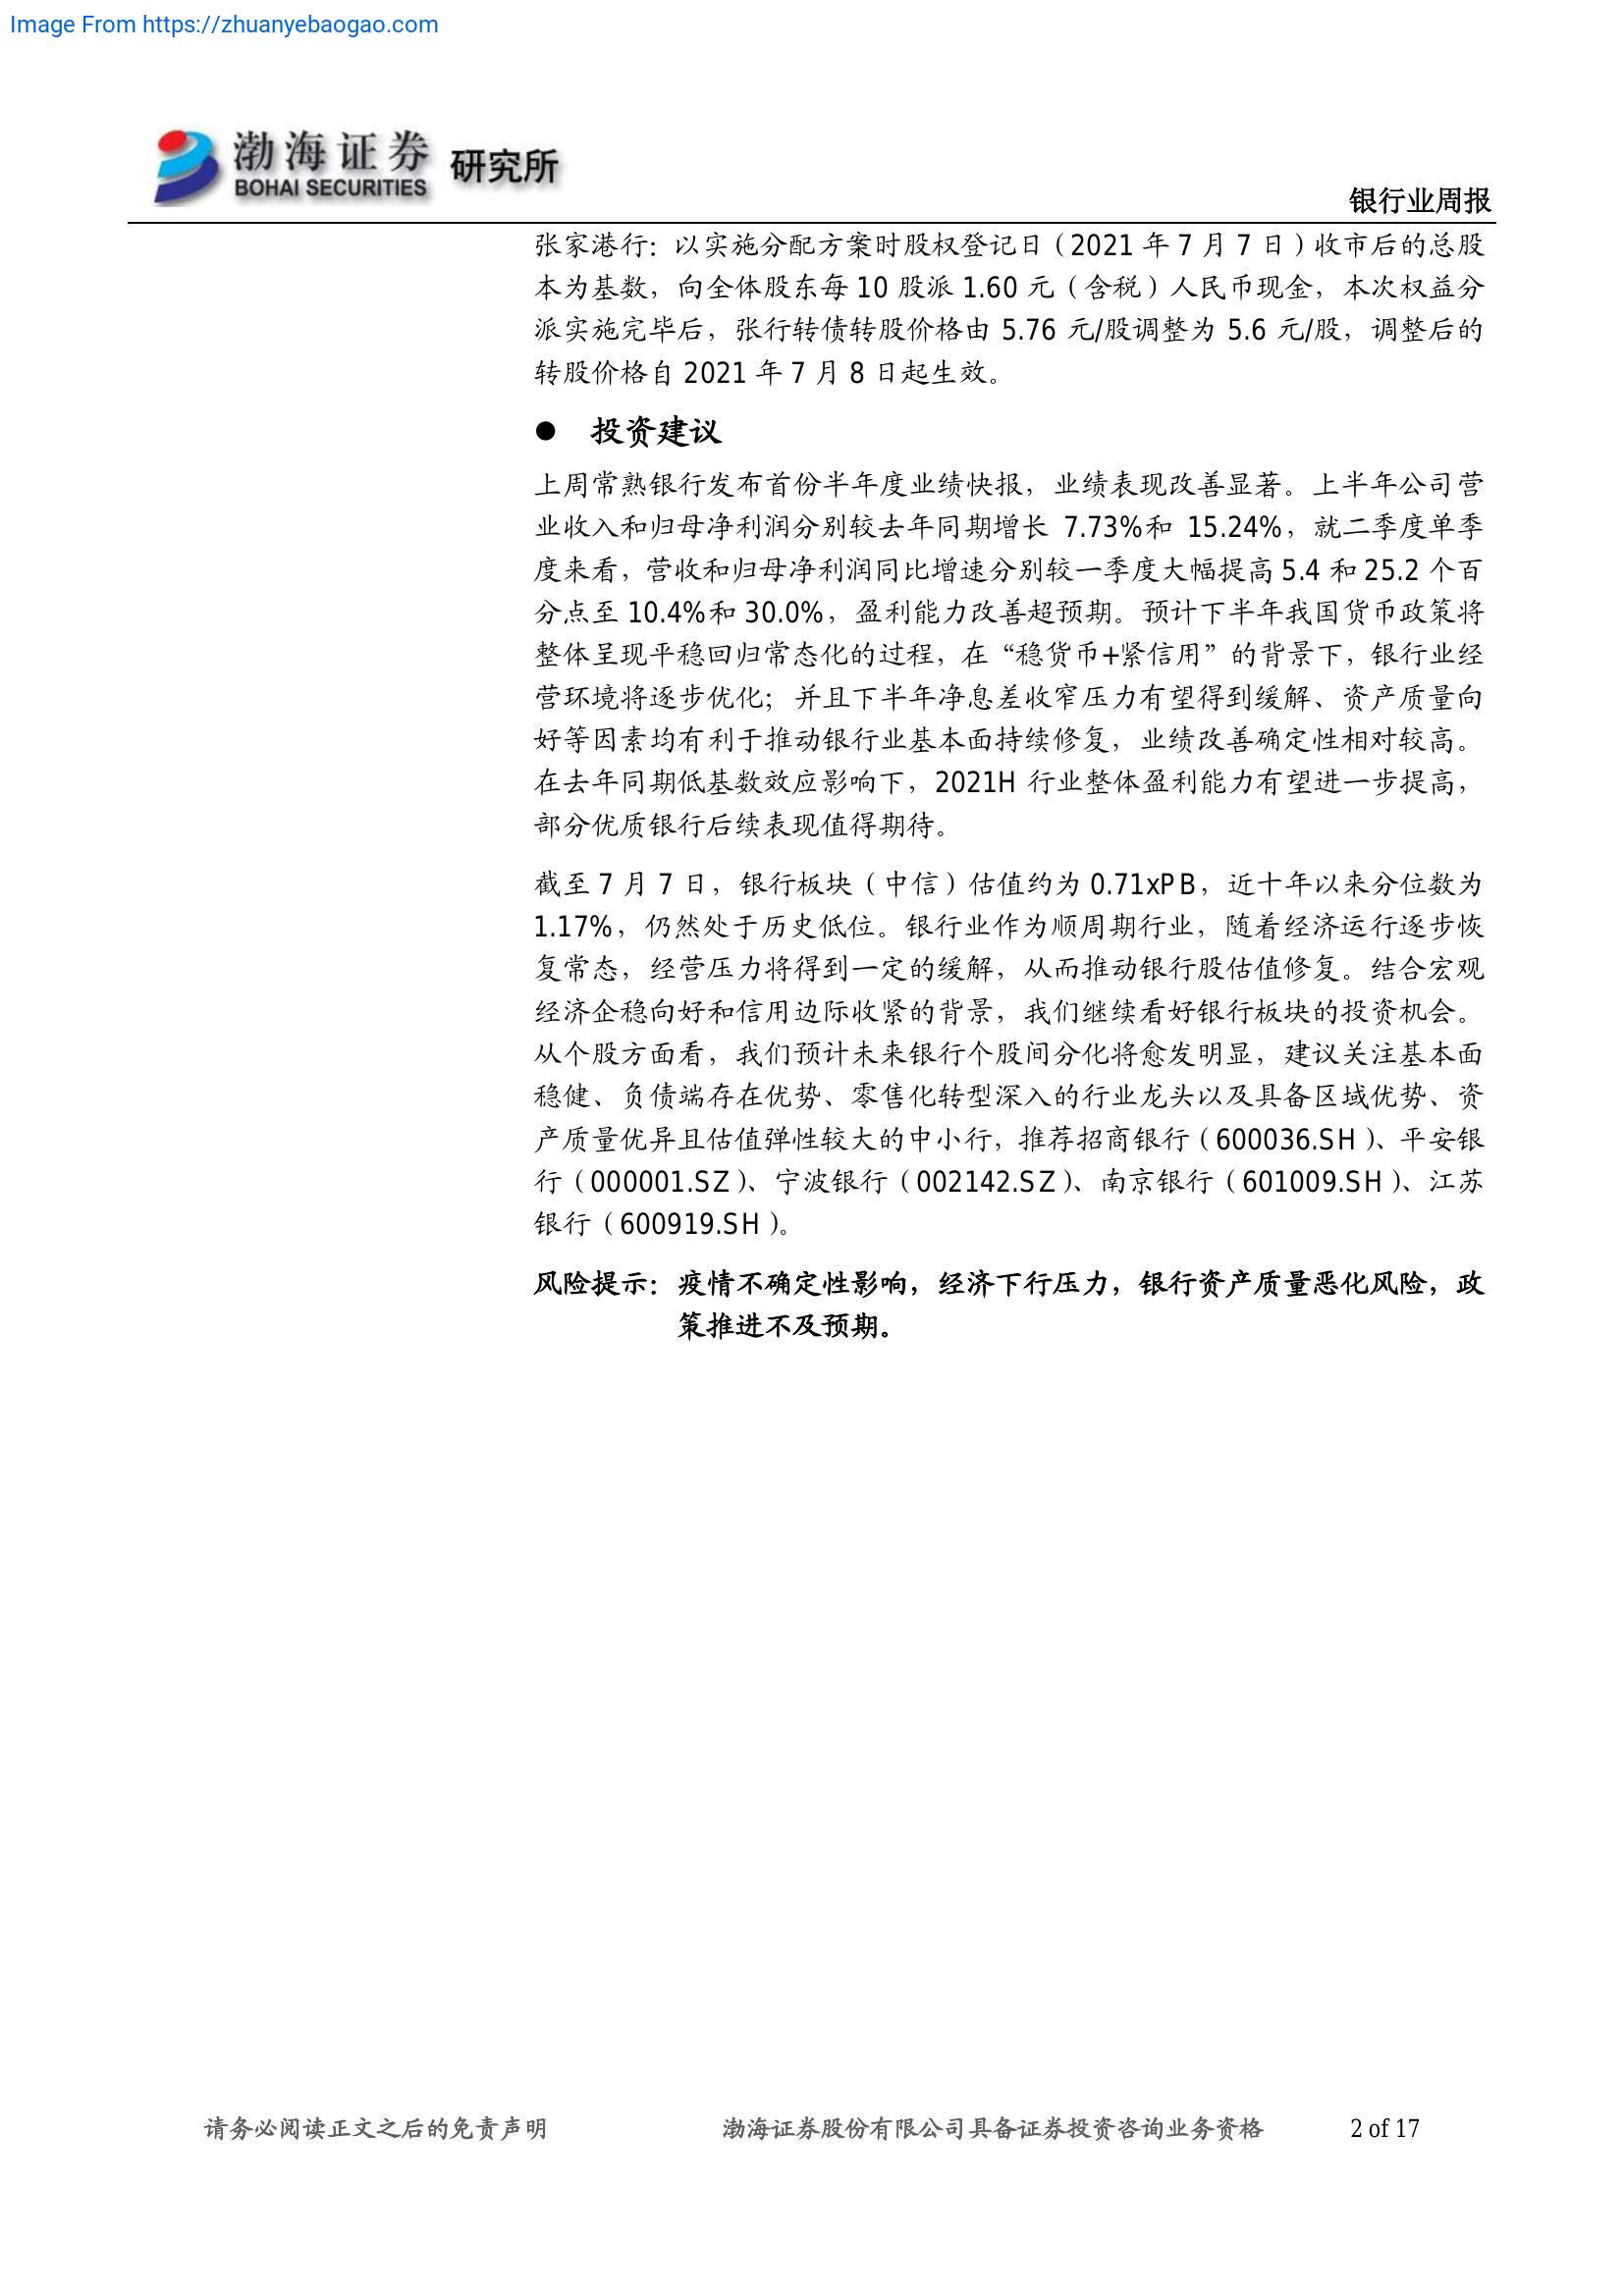 Image From https://zhuanyebaogao.com
渤海证券 研究所
BOHAI SECURITIES
银行业周报
张家港行：以实施分配方案时股权登记日（2021 年 7 月 7 日）收市后的总股
本为基数，向全体股东每 10 股派 1.60 元（含税）人民币现金，本次权益分
派实施完毕后，张行转债转股价格由 5.76 元/股调整为 5.6 元/股，调整后的
转股价格自 2021 年 7 月 8 日起生效。
● 投资建议
上周常熟银行发布首份半年度业绩快报，业绩表现改善显著。上半年公司营
业收入和归母净利润分别较去年同期增长 7.73%和 15.24%，就二季度单季
度来看，营收和归母净利润同比增速分别较一季度大幅提高 5.4 和 25.2 个百
分点至 10.4%和 30.0%，盈利能力改善超预期。预计下半年我国货币政策将
整体呈现平稳回归常态化的过程，在“稳货币+紧信用”的背景下，银行业经
营环境将逐步优化；并且下半年净息差收窄压力有望得到缓解、资产质量向
好等因素均有利于推动银行业基本面持续修复，业绩改善确定性相对较高。
在去年同期低基数效应影响下，2021H 行业整体盈利能力有望进一步提高，
部分优质银行后续表现值得期待。
截至 7 月 7 日，银行板块（中信）估值约为 0.71xPB，近十年以来分位数为
1.17%，仍然处于历史低位。银行业作为顺周期行业，随着经济运行逐步恢
复常态，经营压力将得到一定的缓解，从而推动银行股估值修复。结合宏观
经济企稳向好和信用边际收紧的背景，我们继续看好银行板块的投资机会。
从个股方面看，我们预计未来银行个股间分化将愈发明显，建议关注基本面
稳健、负债端存在优势、零售化转型深入的行业龙头以及具备区域优势、资
产质量优异且估值弹性较大的中小行，推荐招商银行（600036.SH）、平安银
行（000001.SZ）、宁波银行（002142.SZ）、南京银行（601009.SH）、江苏
银行（600919.SH）。
风险提示：疫情不确定性影响，经济下行压力，银行资产质量恶化风险，政
策推进不及预期。
请务必阅读正文之后的免责声明 渤海证券股份有限公司具备证券投资咨询业务资格 2 of 17